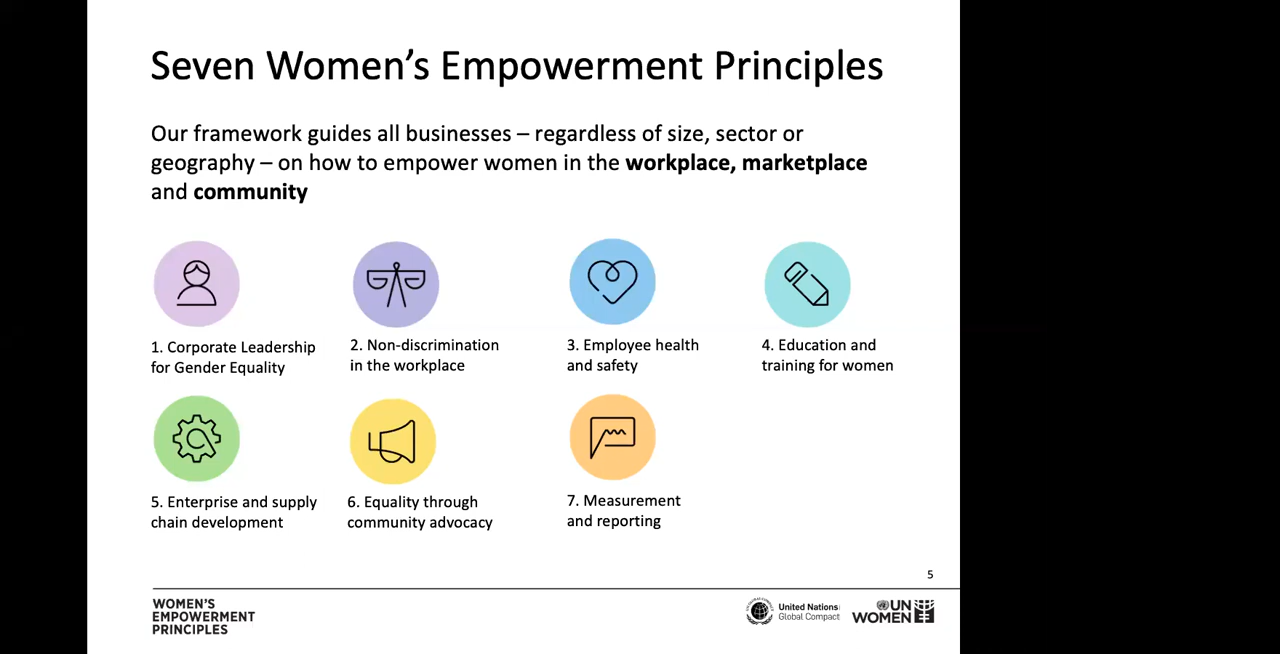 Seven Women’s Empowerment Principles
Our framework guides all businesses – regardless of size, sector or
geography – on how to empower women in the workplace, marketplace
and community
1. Corporate Leadership
for Gender Equality
2. Non-discrimination
in the workplace
3. Employee health
and safety
4. Education and
training for women
5. Enterprise and supply
chain development
6. Equality through
community advocacy
7. Measurement
and reporting
5
WOMEN’S
EMPOWERMENT
PRINCIPLES
United Nations
Global Compact
UN
WOMEN